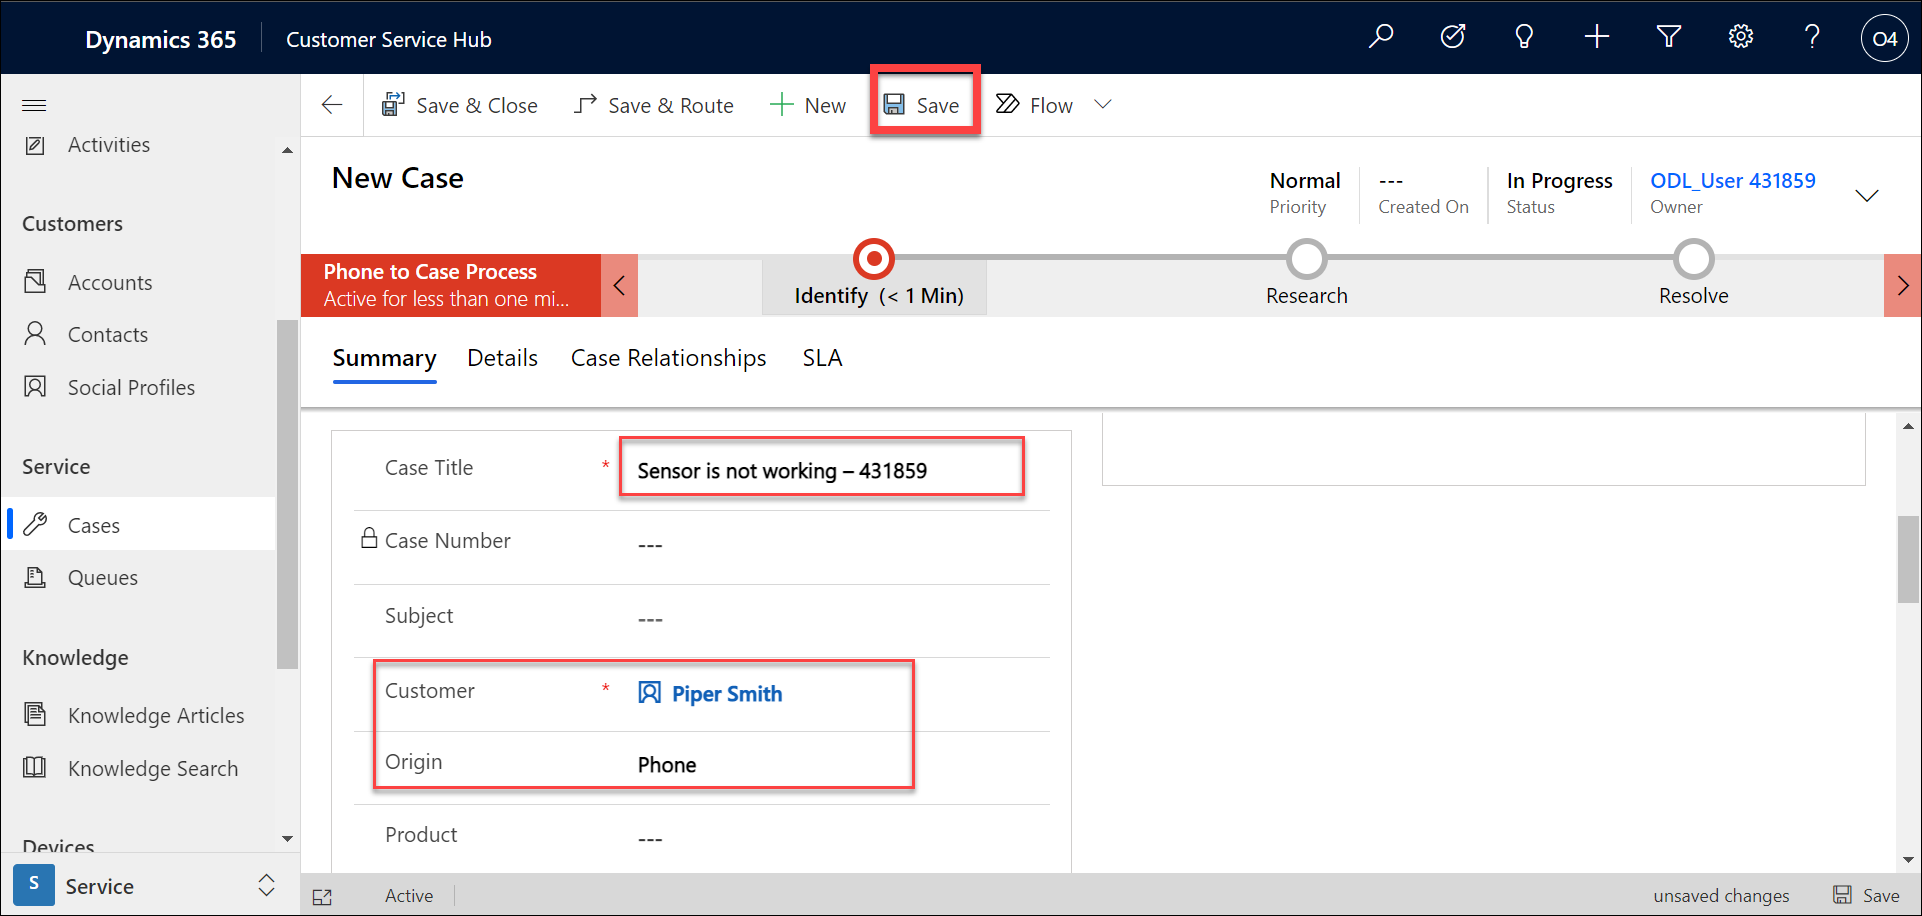 Dynamics 365
Customer Service Hub
O4
Save & Close
Save & Route
New
Save
Flow
Activities
Customers
Accounts
Contacts
Social Profiles
Service
Cases
Queues
Knowledge
Knowledge Articles
Knowledge Search
Devices
S
Service
New Case
Normal
Priority
---
Created On
In Progress
Status
ODL_User 431859
Owner
Phone to Case Process
Active for less than one mi...
Identify (< 1 Min)
Research
Resolve
Summary
Details
Case Relationships
SLA
Case Title * Sensor is not working – 431859
Case Number ---
Subject ---
Customer * Piper Smith
Origin Phone
Product ---
Active
unsaved changes
Save